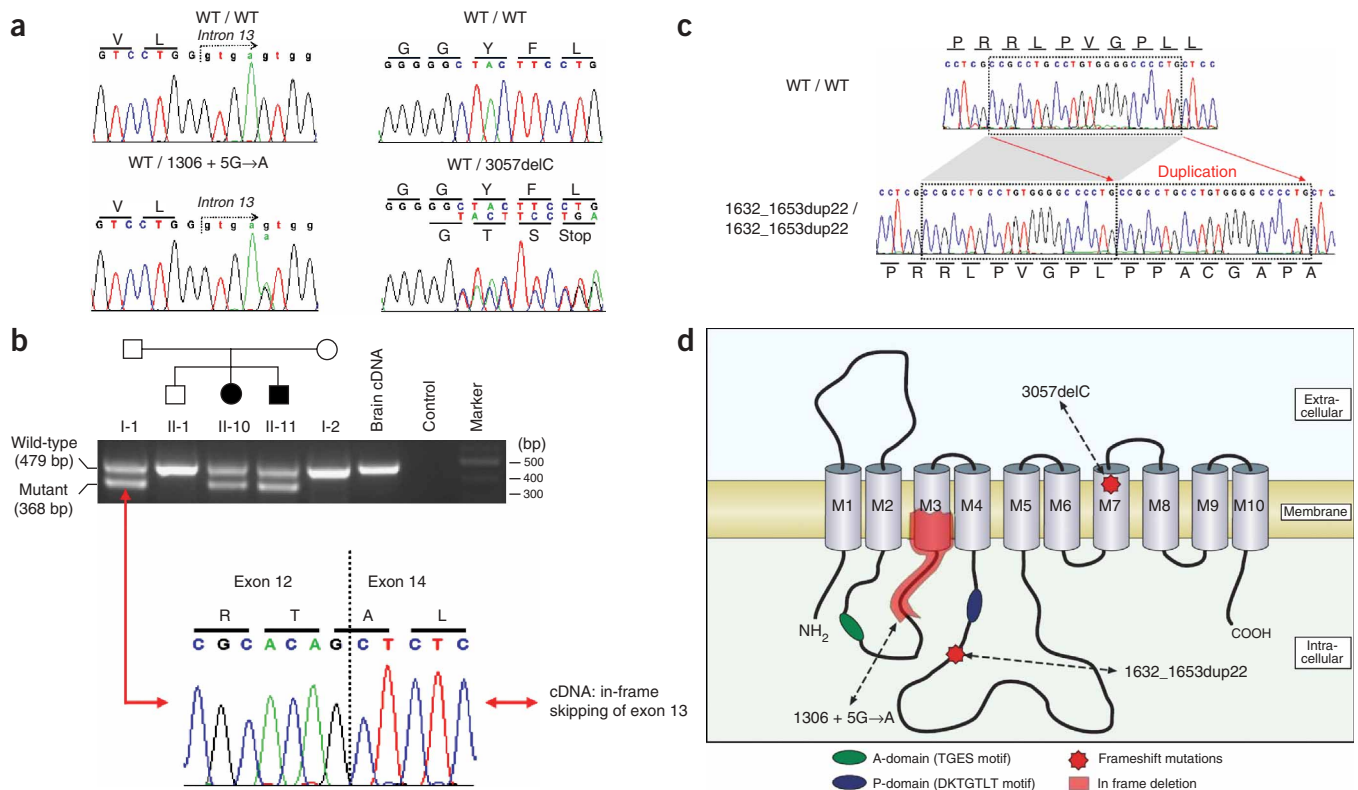 a
WT / WT
V L Intron 13
G T C C T G G g t g a g t g g
WT / WT
G G Y F L
G G G G G C T A C T T C C T G
WT / 1306 + 5G→A
V L Intron 13
G T C C T G G g t g a g t g g
a
WT / 3057delC
G G Y F L
G G G G G C T A C T T C C T G
T A C T T C C T G A
G T S Stop
b
I-1 II-1 II-10 II-11 I-2 Brain cDNA Control Marker
Wild-type
(479 bp)
Mutant
(368 bp)
(bp)
500
400
300
Exon 12 Exon 14
R T A L
C G C A C A G C T C T C
cDNA: in-frame
skipping of exon 13
c
P R R L P V G P L L
WT / WT
C C T C G C C G C C T G C C T G T G G G G C C C C T G C T C C
Duplication
1632_1653dup22 /
1632_1653dup22
C C T C G C C G C C T G C C T G T G G G G C C C C T G C C G C C T G C C T G T G G G G C C C C T G C T C
P R R L P V G P L P P A C G A P A
d
3057delC
Extra-
cellular
M1 M2 M3 M4 M5 M6 M7 M8 M9 M10
Membrane
NH2
COOH
Intra-
cellular
1306 + 5G→A
1632_1653dup22
A-domain (TGES motif)
P-domain (DKTGTLT motif)
Frameshift mutations
In frame deletion